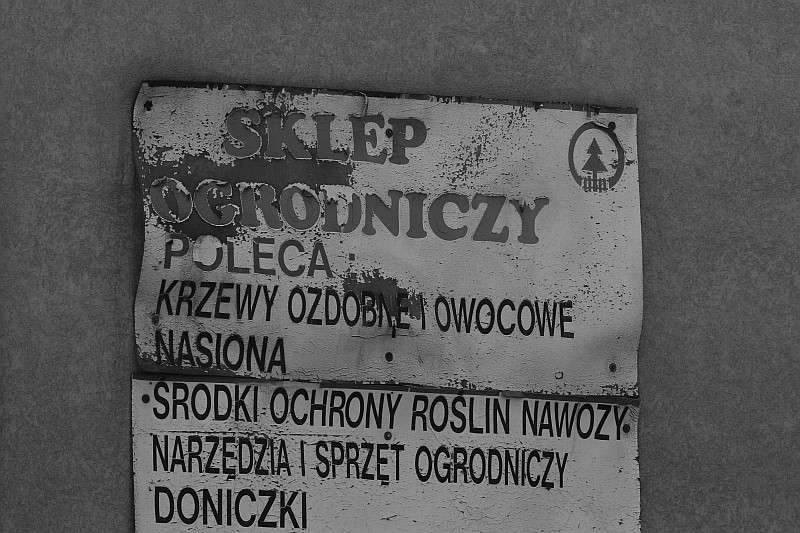 SKLEP
OGRODNICZY
POLECA :
KRZEWY OZDOBNE I OWOCOWE
NASIONA
ŚRODKI OCHRONY ROŚLIN NAWOZY
NARZĘDZIA I SPRZĘT OGRODNICZY
DONICZKI